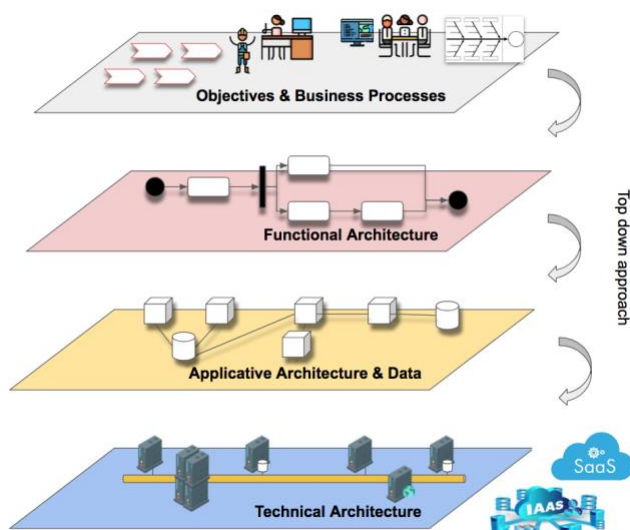 Objectives & Business Processes
Functional Architecture
Top down approach
Applicative Architecture & Data
Technical Architecture
SaaS
IAAS